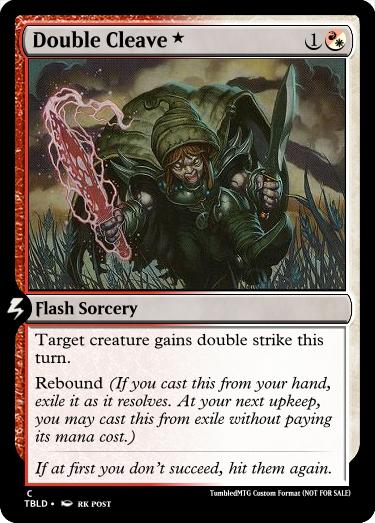 Double Cleave ★ 1
Flash Sorcery
Target creature gains double strike this
turn.
Rebound (If you cast this from your hand,
exile it as it resolves. At your next upkeep,
you may cast this from exile without paying
its mana cost.)
If at first you don't succeed, hit them again.
C
TBLD • RK POST
TumbledMTG Custom Format (NOT FOR SALE)